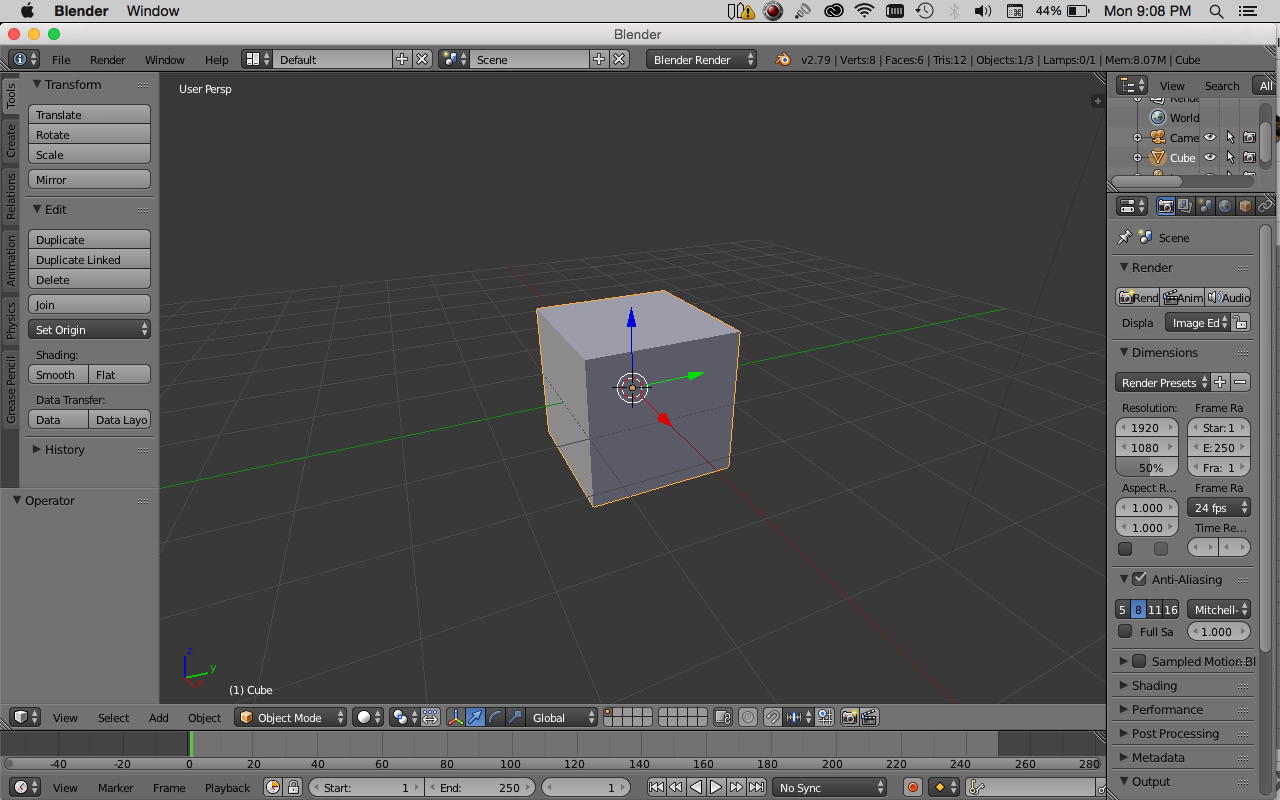 Blender Window 44% Mon 9:08 PM
Blender
File Render Window Help Default Scene Blender Render v2.79 | Verts:8 | Faces:6 | Tris:12 | Objects:1/3 | Lamps:0/1 | Mem:8.07M | Cube
Tools
Create
Relations
Animation
Physics
Grease Pencil
Transform
Translate
Rotate
Scale
Mirror
Edit
Duplicate
Duplicate Linked
Delete
Join
Set Origin
Shading:
Smooth Flat
Data Transfer:
Data Data Layo
History
Operator
User Persp
z
y
(1) Cube
View Search All
Rende
World
Came
Cube
Scene
Render
Rend Anim Audio
Displa Image Ed
Dimensions
Render Presets
Resolution: Frame Ra
1920 Star: 1
1080 E: 250
50% Fra: 1
Aspect R... Frame Ra
1.000 24 fps
1.000 Time Re...
Anti-Aliasing
5 8 11 16 Mitchell-
Full Sa 1.000
Sampled Motion Bl
Shading
Performance
Post Processing
Metadata
Output
View Select Add Object Object Mode Global
-40 -20 0 20 40 60 80 100 120 140 160 180 200 220 240 260 280
View Marker Frame Playback Start: 1 End: 250 1 No Sync